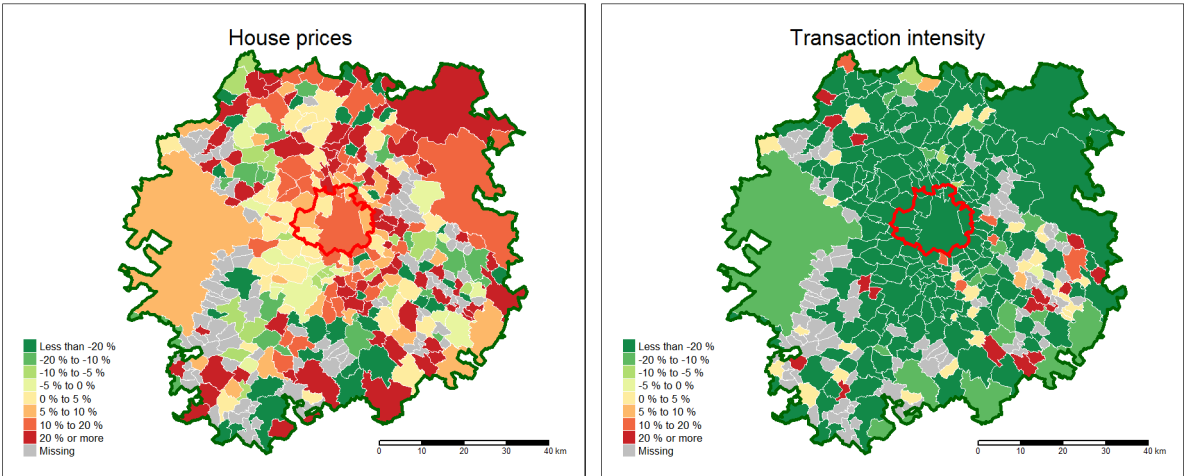 House prices
Less than -20 %
-20 % to -10 %
-10 % to -5 %
-5 % to 0 %
0 % to 5 %
5 % to 10 %
10 % to 20 %
20 % or more
Missing
0 10 20 30 40 km
Transaction intensity
Less than -20 %
-20 % to -10 %
-10 % to -5 %
-5 % to 0 %
0 % to 5 %
5 % to 10 %
10 % to 20 %
20 % or more
Missing
0 10 20 30 40 km